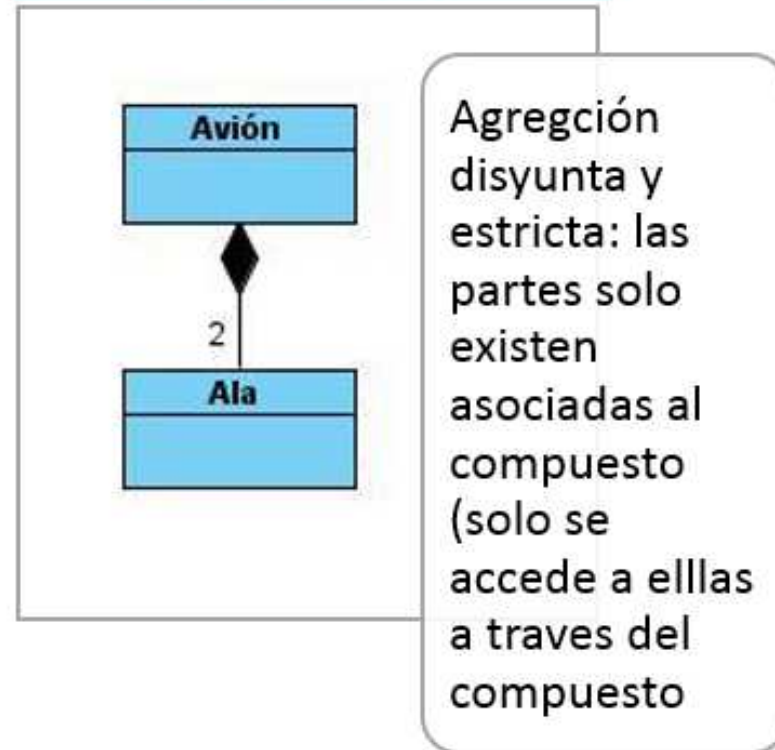 Avión
2
Ala
Agregción
disyunta y
estricta: las
partes solo
existen
asociadas al
compuesto
(solo se
accede a elllas
a traves del
compuesto